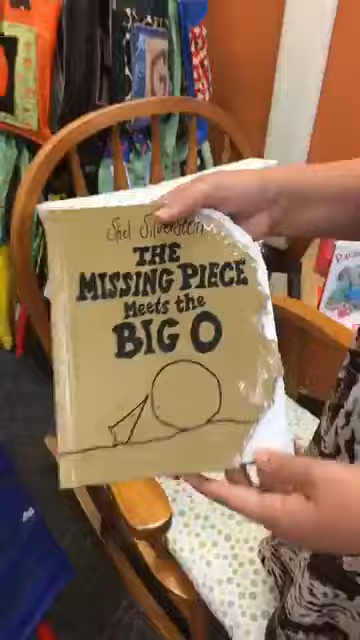 Shel Silverstein
THE
MISSING PIECE
Meets the
BIG O